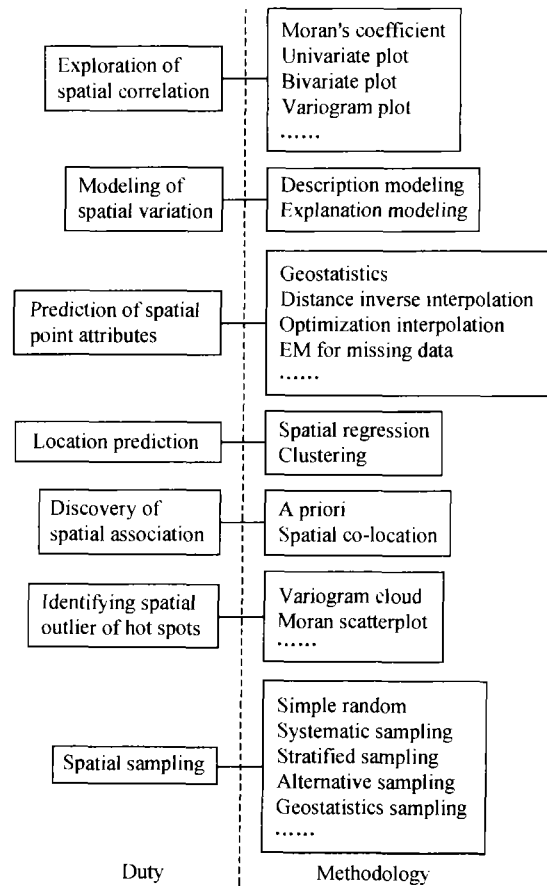 Exploration of
spatial correlation
Moran's coefficient
Univariate plot
Bivariate plot
Variogram plot
......
Modeling of
spatial variation
Description modeling
Explanation modeling
Prediction of spatial
point attributes
Geostatistics
Distance inverse interpolation
Optimization interpolation
EM for missing data
......
Location prediction
Spatial regression
Clustering
Discovery of
spatial association
A priori
Spatial co-location
Identifying spatial
outlier of hot spots
Variogram cloud
Moran scatterplot
......
Spatial sampling
Simple random
Systematic sampling
Stratified sampling
Alternative sampling
Geostatistics sampling
......
Duty
Methodology